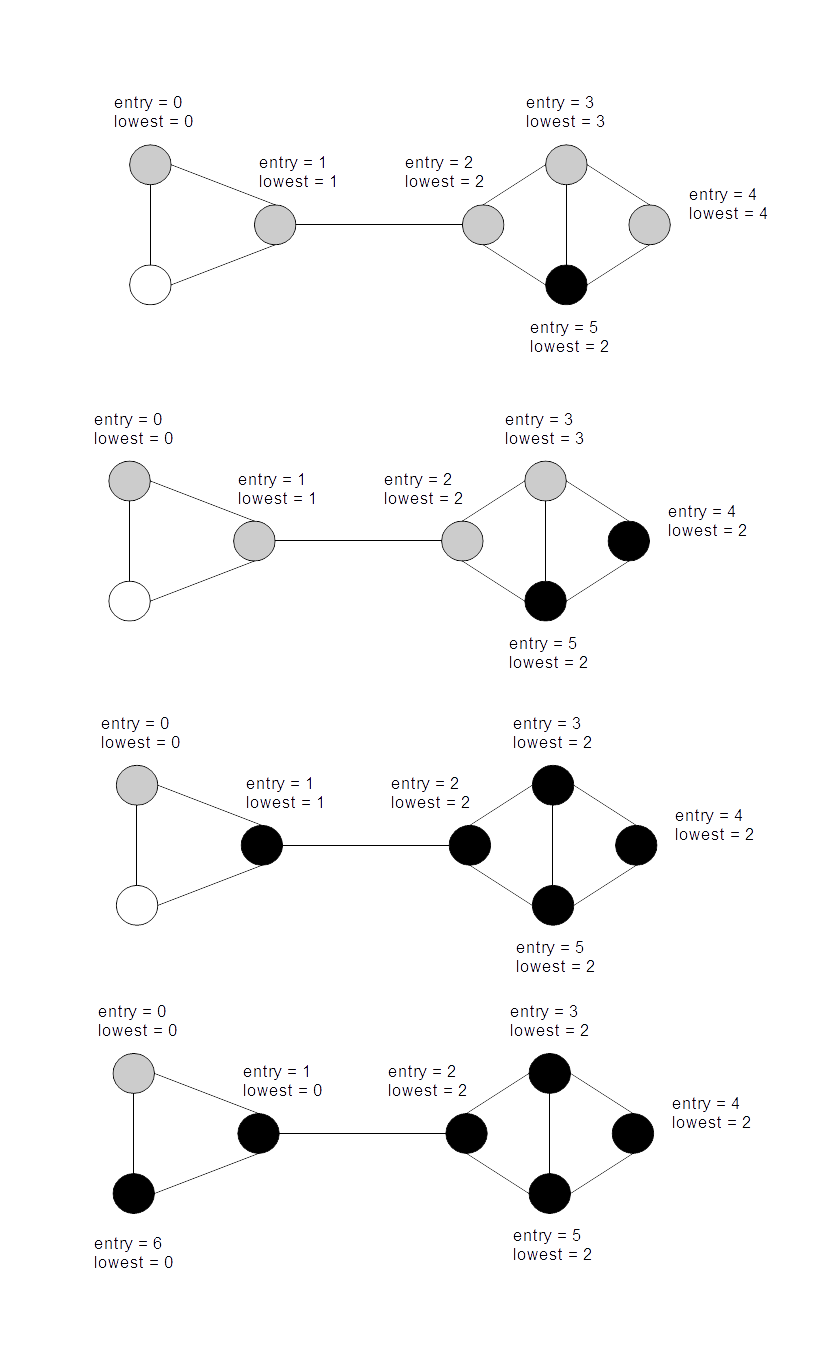 entry = 0
lowest = 0
entry = 3
lowest = 3
entry = 1
lowest = 1
entry = 2
lowest = 2
entry = 4
lowest = 4
entry = 5
lowest = 2
entry = 0
lowest = 0
entry = 3
lowest = 3
entry = 1
lowest = 1
entry = 2
lowest = 2
entry = 4
lowest = 2
entry = 5
lowest = 2
entry = 0
lowest = 0
entry = 3
lowest = 2
entry = 1
lowest = 1
entry = 2
lowest = 2
entry = 4
lowest = 2
entry = 5
lowest = 2
entry = 0
lowest = 0
entry = 3
lowest = 2
entry = 1
lowest = 0
entry = 2
lowest = 2
entry = 4
lowest = 2
entry = 6
lowest = 0
entry = 5
lowest = 2